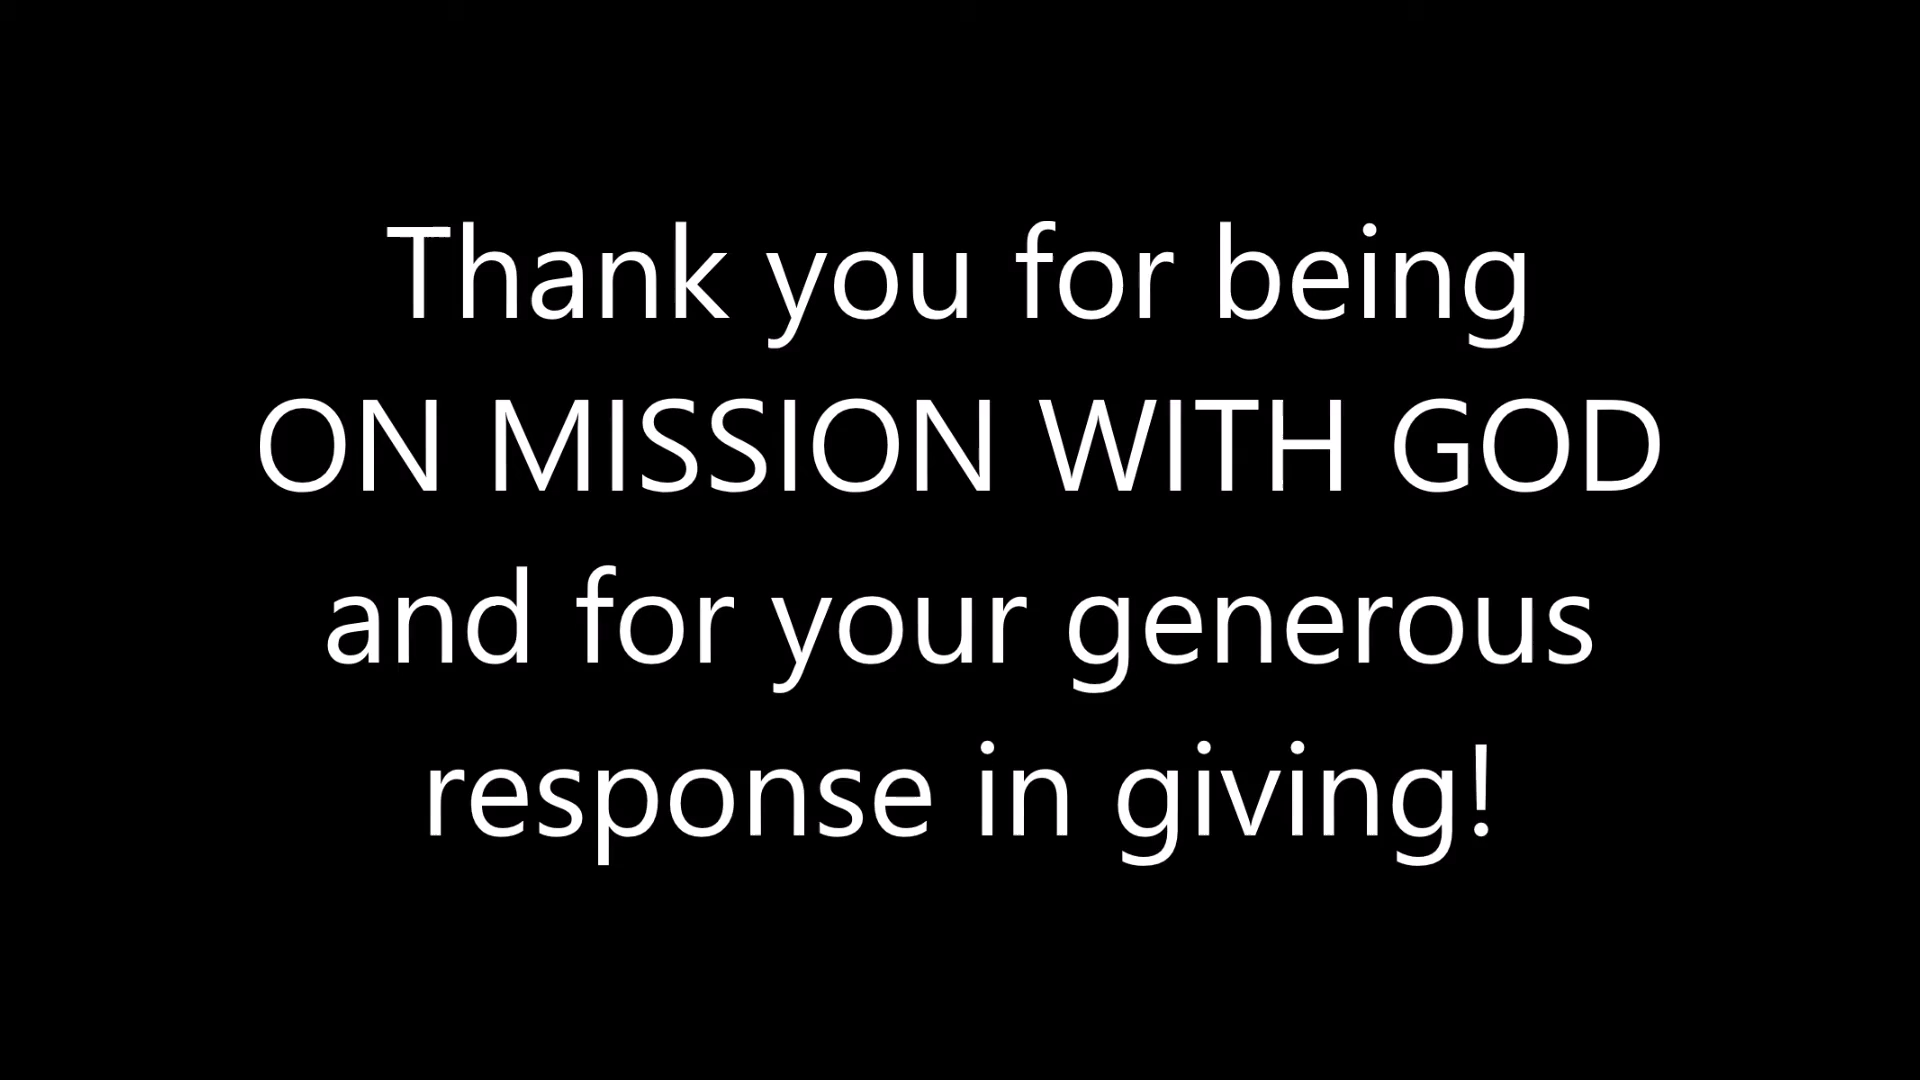 Thank you for being
ON MISSION WITH GOD
and for your generous
response in giving!